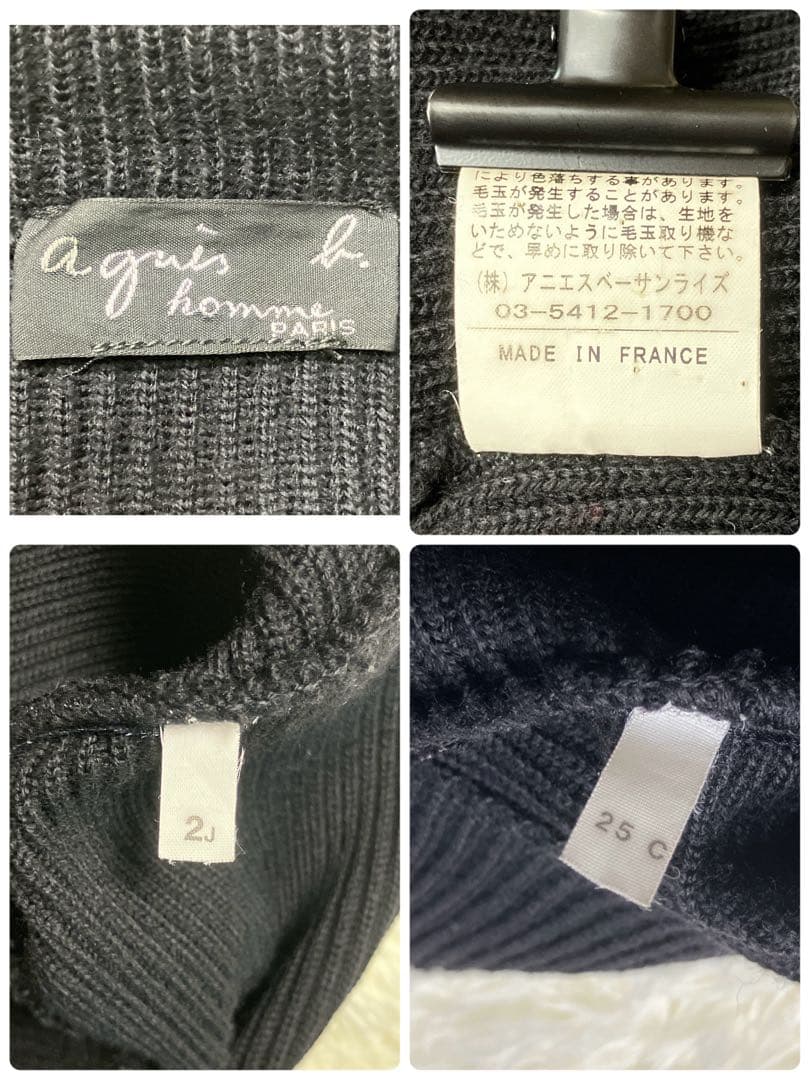 agnès b.
homme
PARIS
により色落ちする事があります。
毛玉が発生することがあります。
毛玉が発生した場合は、生地を
いためないように毛玉取り機な
どで、早めに取り除いて下さい。
(株) アニエスベーサンライズ
03-5412-1700
MADE IN FRANCE
2J
25 C